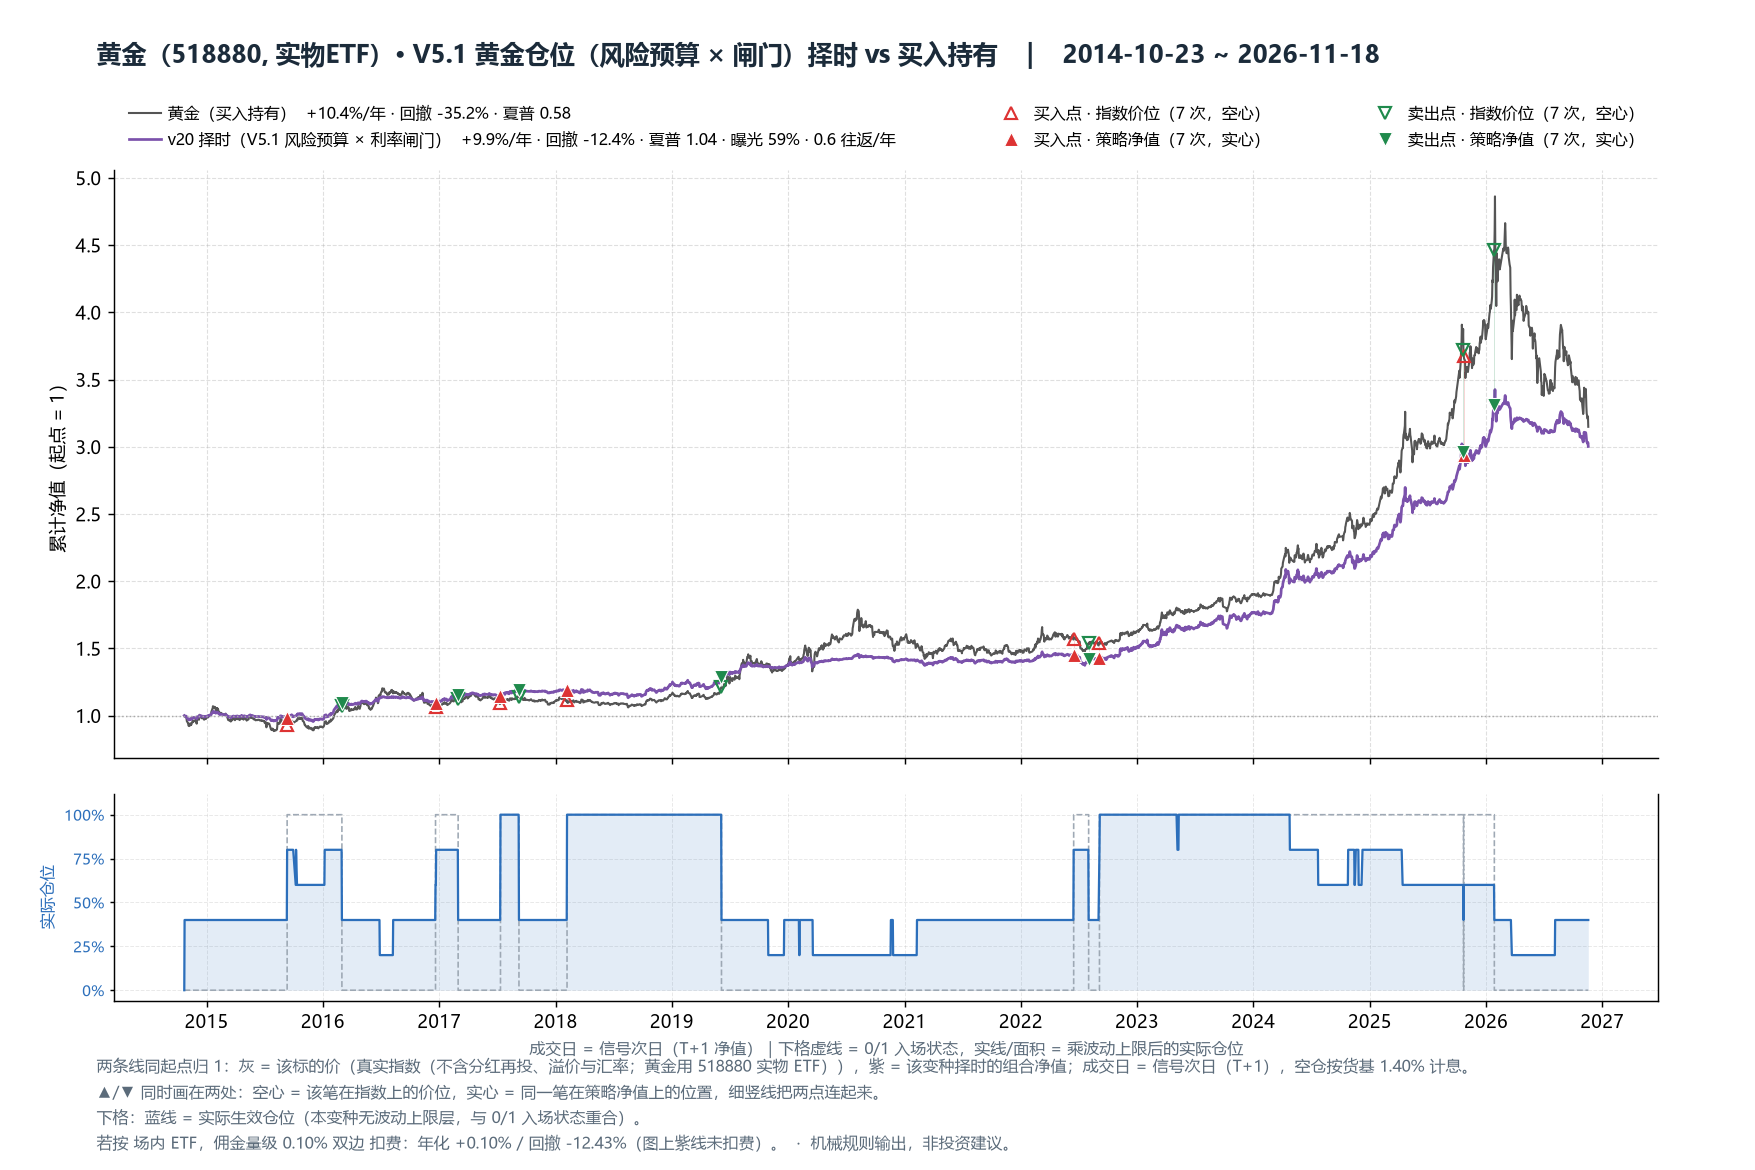 黄金（518880, 实物ETF）· V5.1 黄金仓位（风险预算 × 闸门）择时 vs 买入持有 | 2014-10-23 ~ 2026-11-18
黄金（买入持有） +10.4%/年 · 回撤 -35.2% · 夏普 0.58
v20 择时（V5.1 风险预算 × 利率闸门） +9.9%/年 · 回撤 -12.4% · 夏普 1.04 · 曝光 59% · 0.6 往返/年
买入点 · 指数价位（7 次，空心）
买入点 · 策略净值（7 次，实心）
卖出点 · 指数价位（7 次，空心）
卖出点 · 策略净值（7 次，实心）
累计净值（起点 = 1）
5.0
4.5
4.0
3.5
3.0
2.5
2.0
1.5
1.0
实际仓位
100%
75%
50%
25%
0%
2015 2016 2017 2018 2019 2020 2021 2022 2023 2024 2025 2026 2027
成交日 = 信号次日（T+1 净值）｜下格虚线 = 0/1 入场状态，实线/面积 = 乘波动上限后的实际仓位
两条线同起点归 1：灰 = 该标的价（真实指数（不含分红再投、溢价与汇率；黄金用 518880 实物 ETF）），紫 = 该变种择时的组合净值；成交日 = 信号次日（T+1），空仓按货基 1.40% 计息。
▲/▼ 同时画在两处：空心 = 该笔在指数上的价位，实心 = 同一笔在策略净值上的位置，细竖线把两点连起来。
下格：蓝线 = 实际生效仓位（本变种无波动上限层，与 0/1 入场状态重合）。
若按 场内 ETF，佣金量级 0.10% 双边 扣费：年化 +0.10% / 回撤 -12.43%（图上紫线未扣费）。 · 机械规则输出，非投资建议。